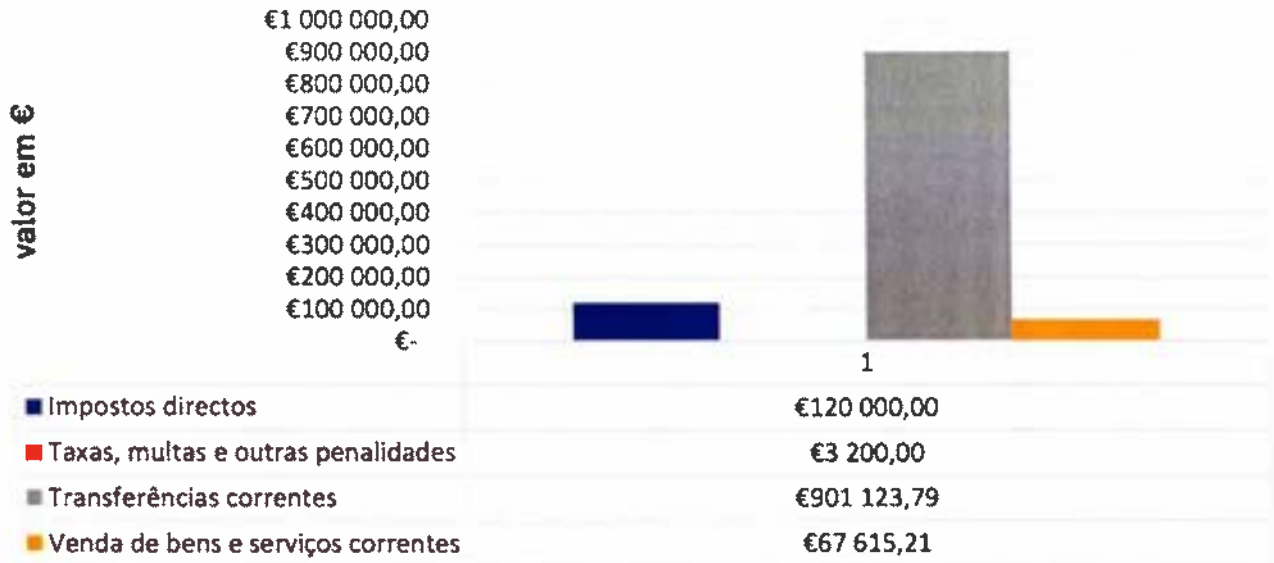 €1 000 000,00
€900 000,00
€800 000,00
€700 000,00
€600 000,00
€500 000,00
€400 000,00
€300 000,00
€200 000,00
€100 000,00
€-
valor em €
1
Impostos directos €120 000,00
Taxas, multas e outras penalidades €3 200,00
Transferências correntes €901 123,79
Venda de bens e serviços correntes €67 615,21